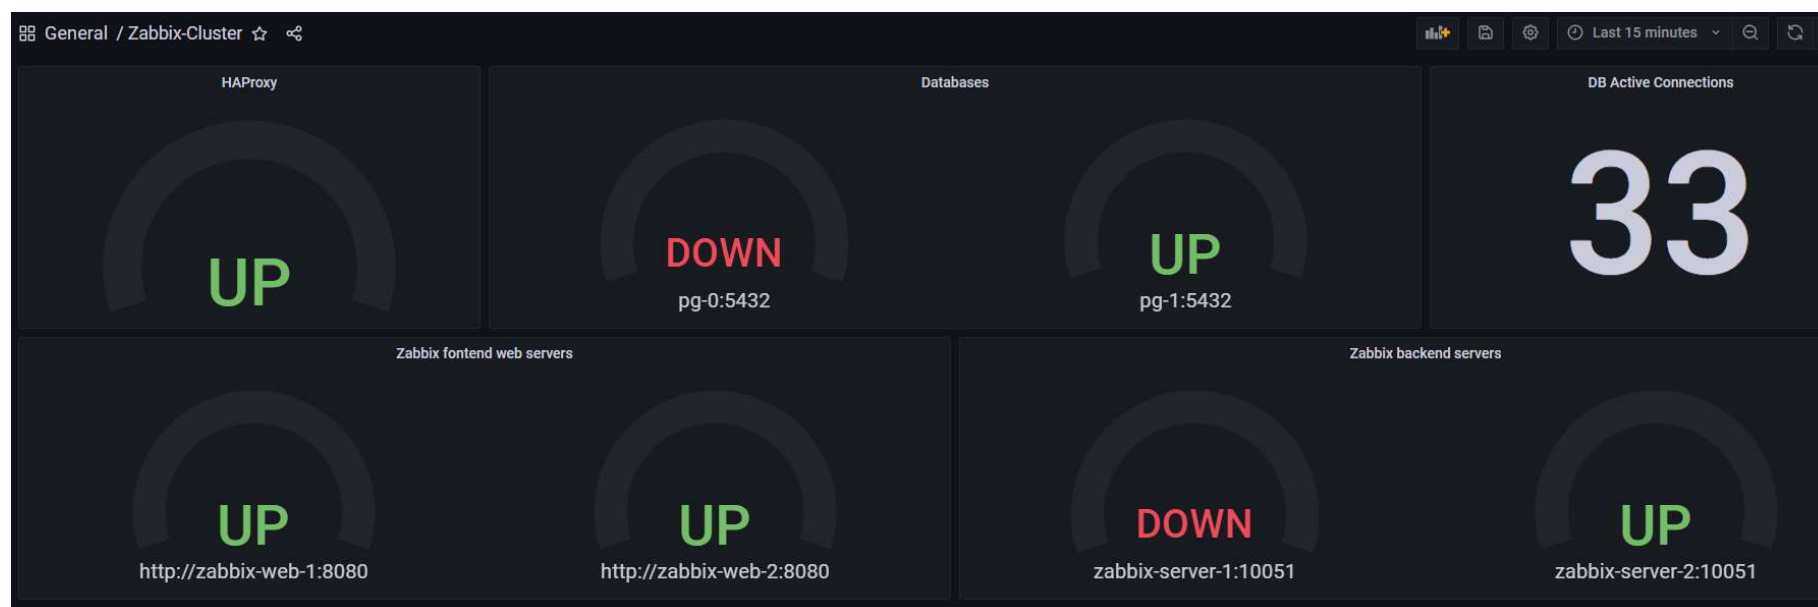 General / Zabbix-Cluster
Last 15 minutes
HAProxy
UP
Databases
DOWN
pg-0:5432
UP
pg-1:5432
DB Active Connections
33
Zabbix fontend web servers
UP
http://zabbix-web-1:8080
UP
http://zabbix-web-2:8080
Zabbix backend servers
DOWN
zabbix-server-1:10051
UP
zabbix-server-2:10051